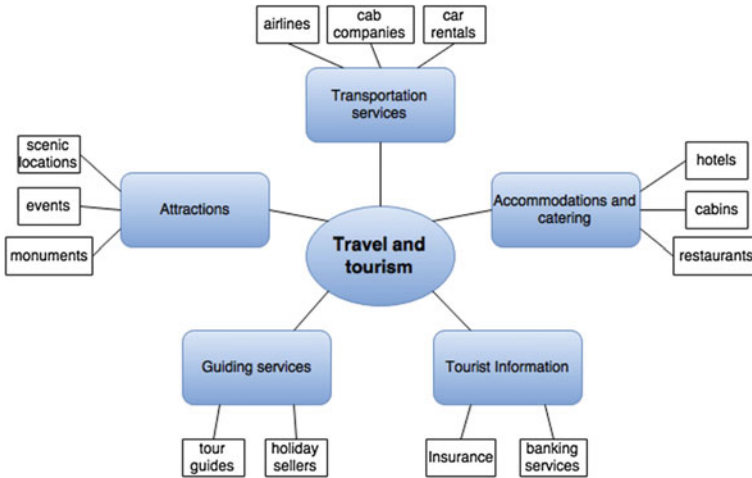 airlines
cab
companies
car
rentals
Transportation
services
scenic
locations
events
monuments
Attractions
Accommodations and
catering
hotels
cabins
restaurants
Travel and
tourism
Guiding services
Tourist Information
tour
guides
holiday
sellers
Insurance
banking
services